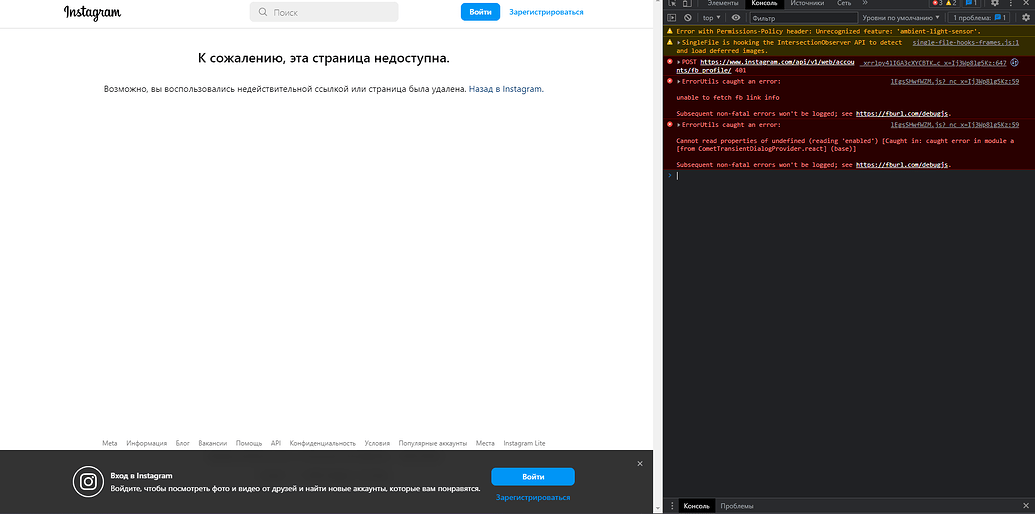 Instagram
Поиск
Войти
Зарегистрироваться
К сожалению, эта страница недоступна.
Возможно, вы воспользовались недействительной ссылкой или страница была удалена. Назад в Instagram.
Meta Информация Блог Вакансии Помощь API Конфиденциальность Условия Популярные аккаунты Места Instagram Lite
Вход в Instagram
Войдите, чтобы посмотреть фото и видео от друзей и найти новые аккаунты, которые вам понравятся.
Войти
Зарегистрироваться
Элементы Консоль Источники Сеть » 3 2 1
top Фильтр Уровни по умолчанию 1 проблема: 1
Error with Permissions-Policy header: Unrecognized feature: 'ambient-light-sensor'.
SingleFile is hooking the IntersectionObserver API to detect single-file-hooks-frames.js:1
and load deferred images.
POST https://www.instagram.com/api/v1/web/accou
nts/fb_profile/ 401
ErrorUtils caught an error: lEgsSHwfWZM.js?_nc_x=Ij3Wp8lg5Kz:59
unable to fetch fb link info
Subsequent non-fatal errors won't be logged; see https://fburl.com/debugjs.
ErrorUtils caught an error: lEgsSHwfWZM.js?_nc_x=Ij3Wp8lg5Kz:59
Cannot read properties of undefined (reading 'enabled') [Caught in: caught error in module a
[from CometTransientDialogProvider.react] (base)]
Subsequent non-fatal errors won't be logged; see https://fburl.com/debugjs.
Консоль Проблемы